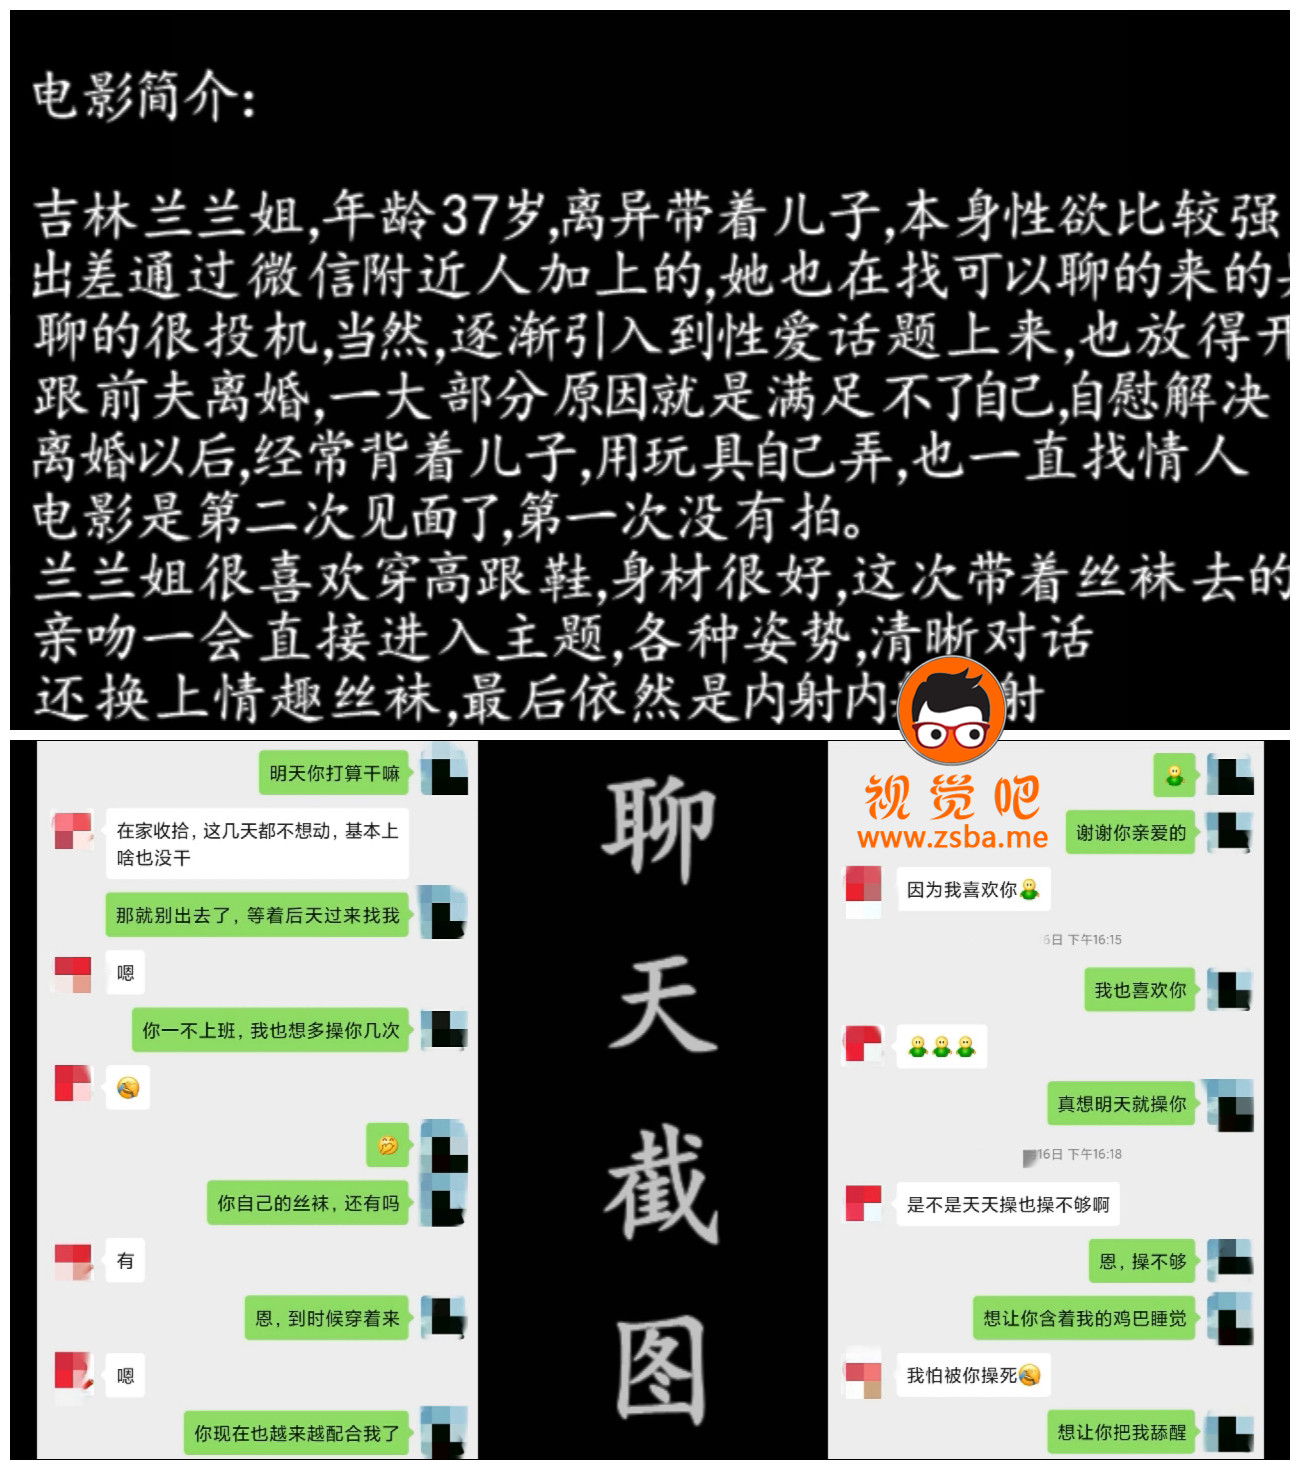 电影简介:
吉林兰兰姐,年龄37岁,离异带着儿子,本身性欲比较强
出差通过微信附近人加上的,她也在找可以聊的来的
聊的很投机,当然,逐渐引入到性爱话题上来,也放得开
跟前夫离婚,一大部分原因就是满足不了自己,自慰解决
离婚以后,经常背着儿子,用玩具自己弄,也一直找情人
电影是第二次见面了,第一次没有拍。
兰兰姐很喜欢穿高跟鞋,身材很好,这次带着丝袜去的
亲吻一会直接进入主题,各种姿势,清晰对话
还换上情趣丝袜,最后依然是内射内射
视觉吧
www.zsba.me
明天你打算干嘛
在家收拾，这几天都不想动，基本上
啥也没干
那就别出去了，等着后天过来找我
嗯
你一不上班，我也想多操你几次
你自己的丝袜，还有吗
有
恩，到时候穿着来
嗯
你现在也越来越配合我了
聊天截图
谢谢你亲爱的
因为我喜欢你
6日 下午16:15
我也喜欢你
真想明天就操你
16日 下午16:18
是不是天天操也操不够啊
恩，操不够
想让你含着我的鸡巴睡觉
我怕被你操死
想让你把我舔醒